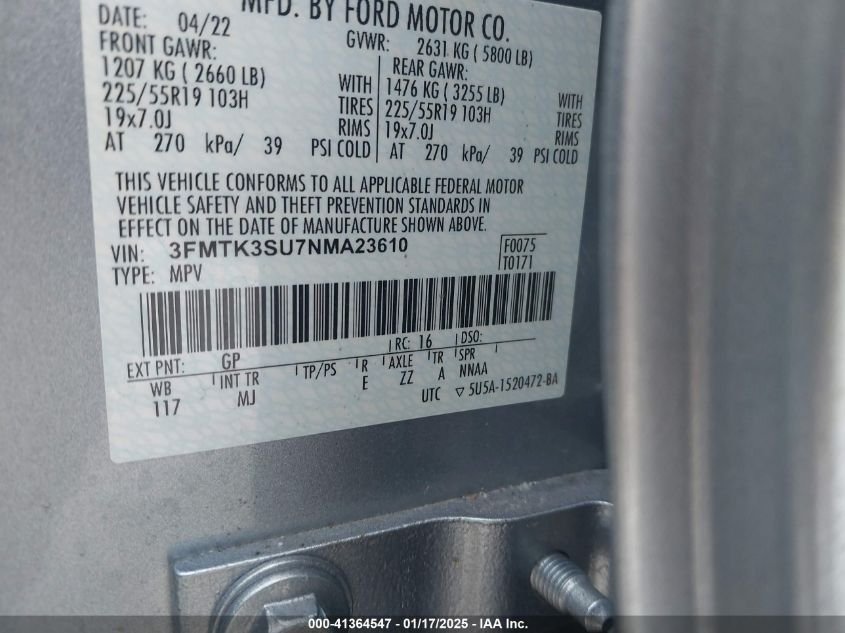 MFD. BY FORD MOTOR CO.
DATE: 04/22 GVWR: 2631 KG ( 5800 LB)
FRONT GAWR: REAR GAWR:
1207 KG ( 2660 LB) WITH 1476 KG ( 3255 LB) WITH
225/55R19 103H TIRES 225/55R19 103H TIRES
19x7.0J RIMS 19x7.0J RIMS
AT 270 kPa/ 39 PSI COLD AT 270 kPa/ 39 PSI COLD
THIS VEHICLE CONFORMS TO ALL APPLICABLE FEDERAL MOTOR
VEHICLE SAFETY AND THEFT PREVENTION STANDARDS IN
EFFECT ON THE DATE OF MANUFACTURE SHOWN ABOVE.
VIN: 3FMTK3SU7NMA23610 F0075
TYPE: MPV T0171
EXT PNT: GP RC: 16 DSO:
WB INT TR TP/PS R AXLE TR SPR
117 MJ E ZZ A NNAA
UTC ▽ 5U5A-1520472-BA
000-41364547 - 01/17/2025 - IAA Inc.